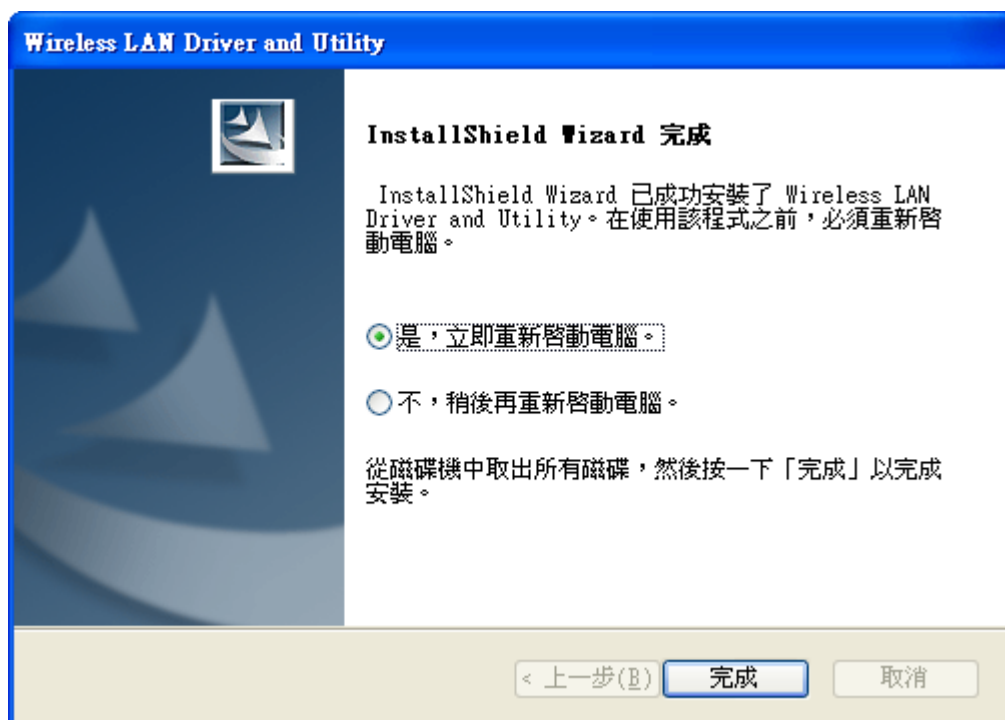 Wireless LAN Driver and Utility
InstallShield Wizard 完成
InstallShield Wizard 已成功安裝了 Wireless LAN
Driver and Utility。在使用該程式之前，必須重新啓
動電腦。
是，立即重新啓動電腦。
不，稍後再重新啓動電腦。
從磁碟機中取出所有磁碟，然後按一下「完成」以完成
安裝。
< 上一步(B) 完成 取消